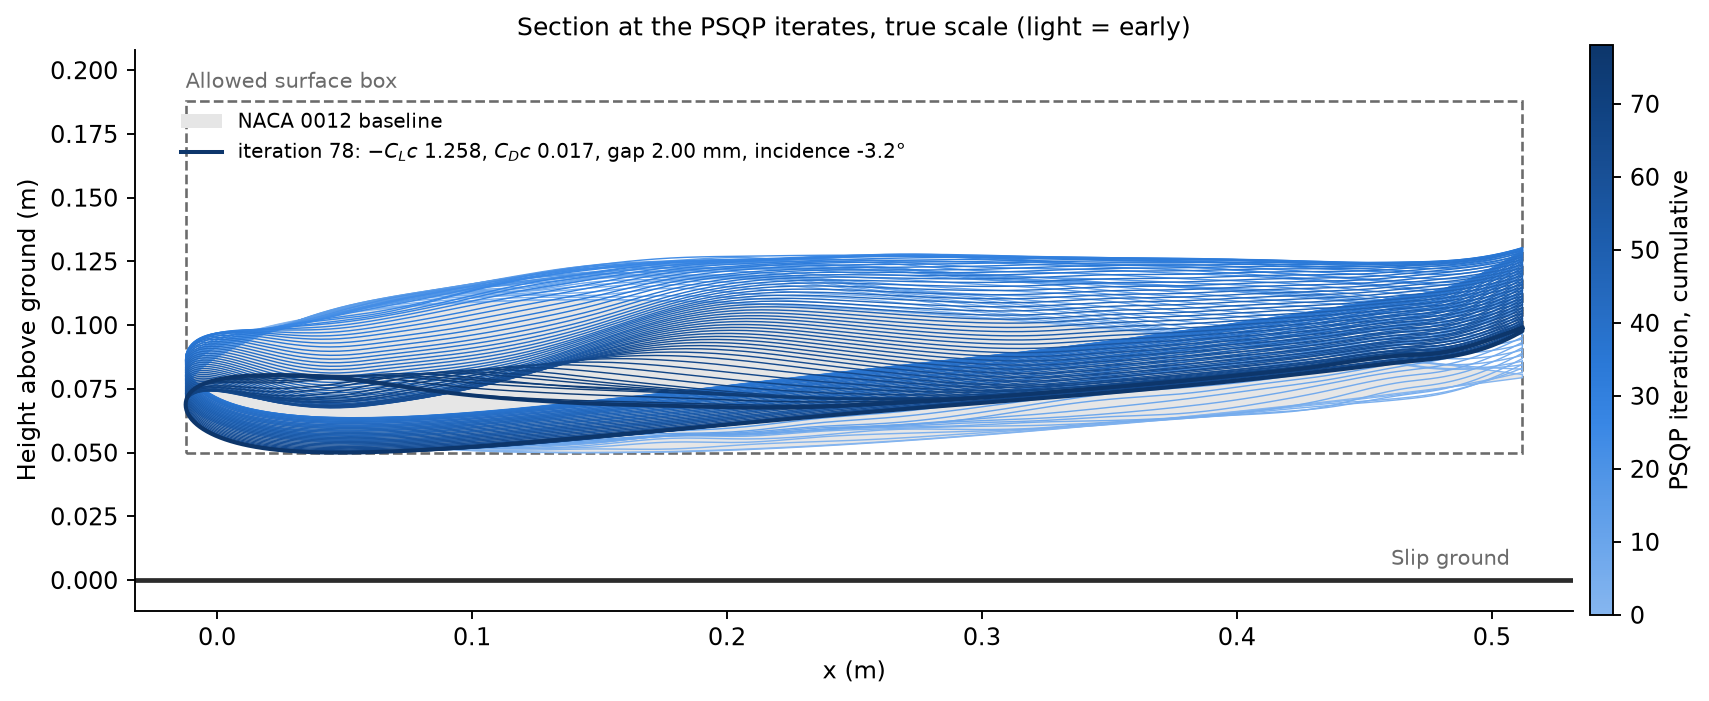 Section at the PSQP iterates, true scale (light = early)
Allowed surface box
NACA 0012 baseline
iteration 78: −C_L c 1.258, C_D c 0.017, gap 2.00 mm, incidence -3.2°
Slip ground
Height above ground (m)
0.200
0.175
0.150
0.125
0.100
0.075
0.050
0.025
0.000
0.0 0.1 0.2 0.3 0.4 0.5
x (m)
70
60
50
40
30
20
10
0
PSQP iteration, cumulative